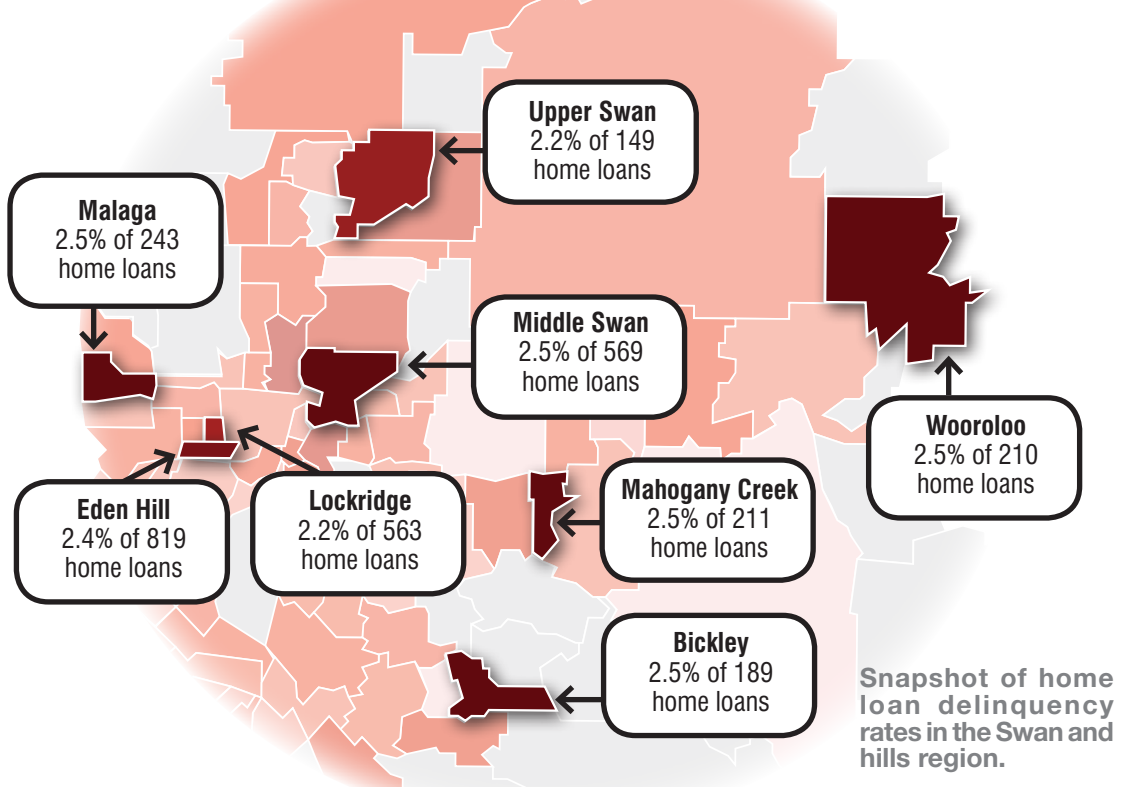 Upper Swan
2.2% of 149
home loans
Malaga
2.5% of 243
home loans
Middle Swan
2.5% of 569
home loans
Wooroloo
2.5% of 210
home loans
Eden Hill
2.4% of 819
home loans
Lockridge
2.2% of 563
home loans
Mahogany Creek
2.5% of 211
home loans
Bickley
2.5% of 189
home loans
Snapshot of home
loan delinquency
rates in the Swan and
hills region.